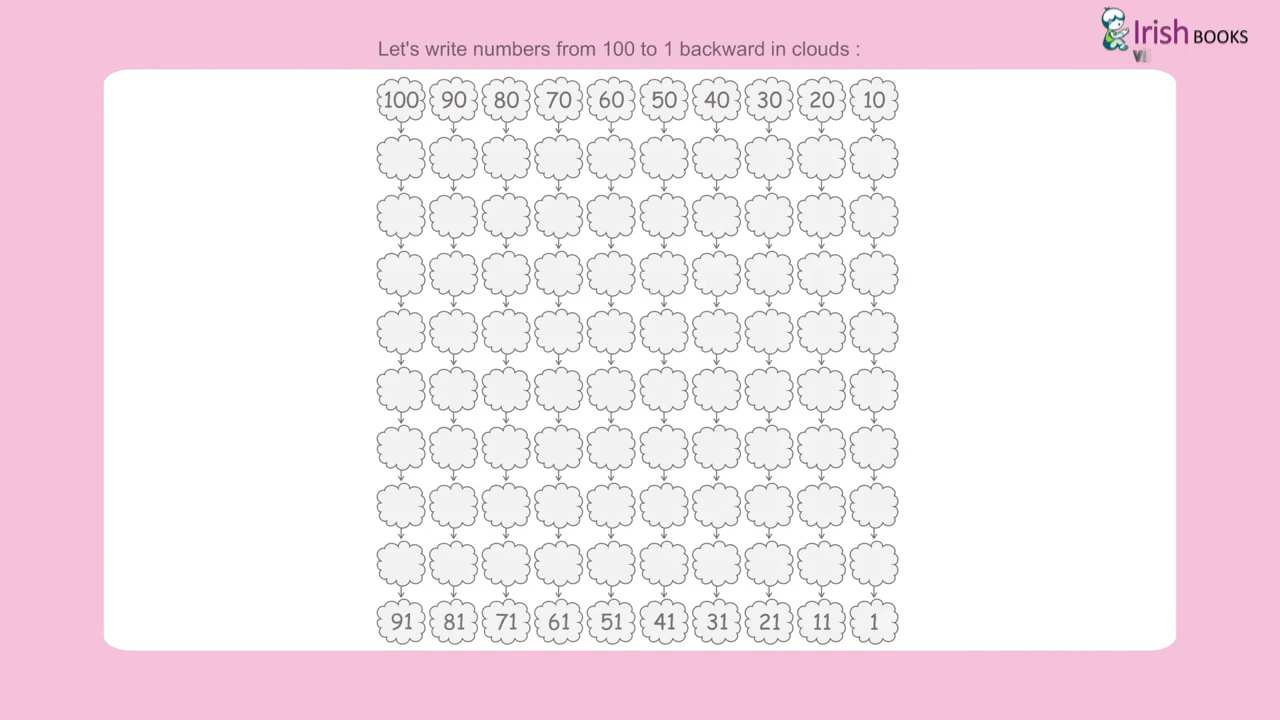 Let's write numbers from 100 to 1 backward in clouds :
Irish BOOKS
100 90 80 70 60 50 40 30 20 10
91 81 71 61 51 41 31 21 11 1